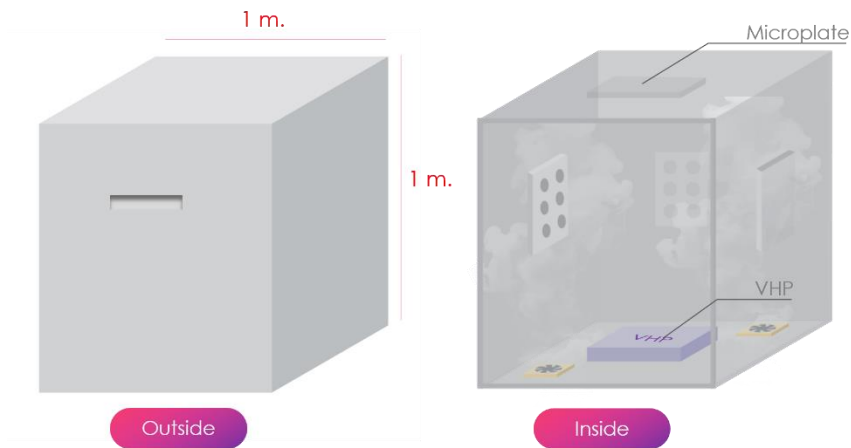 1 m.
1 m.
Microplate
VHP
VHP
Outside
Inside